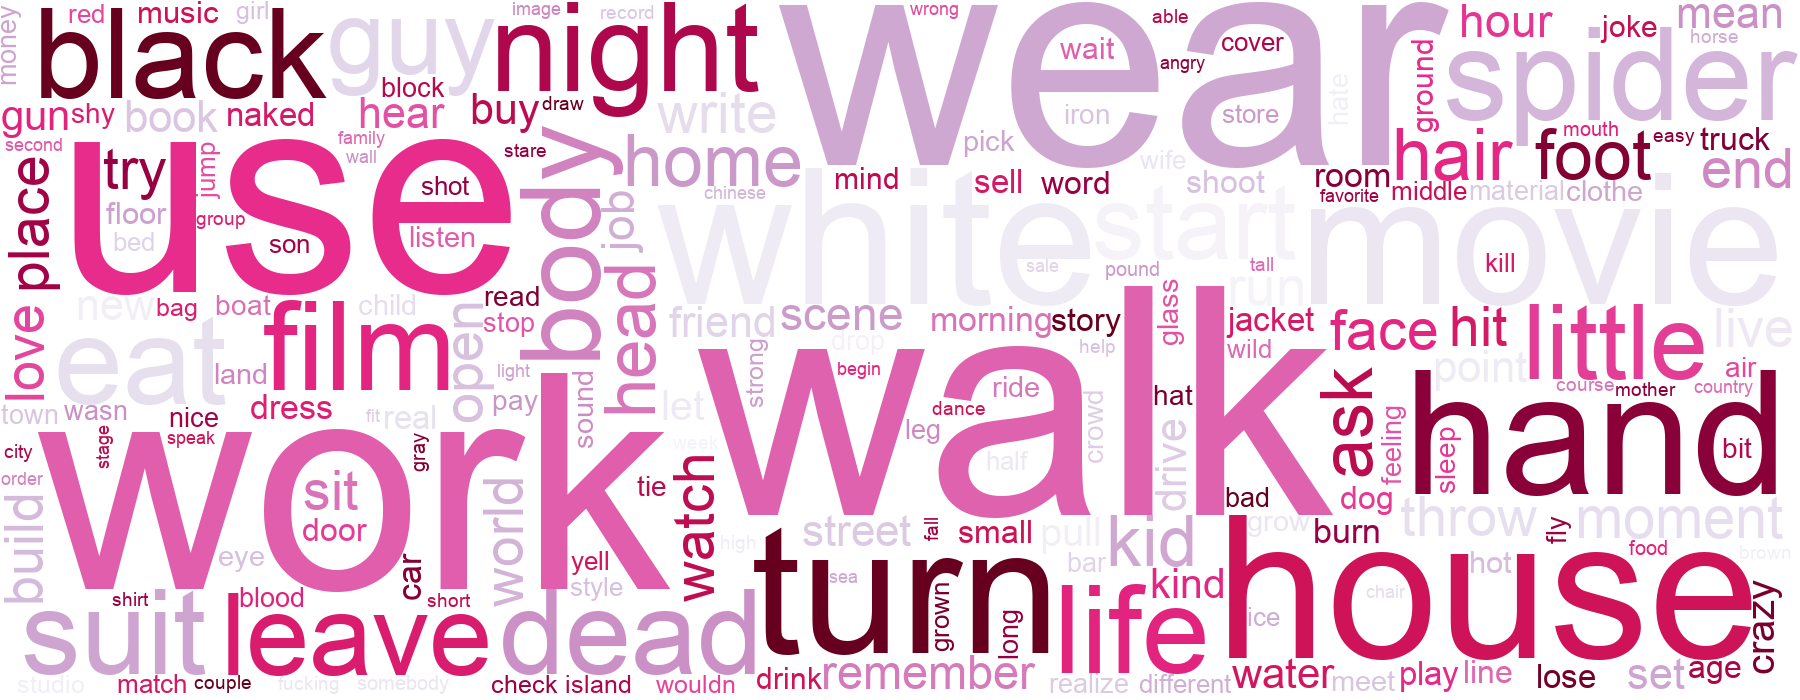 money
red
music
girl
black
guy
night
image
record
wear
wrong
able
wait
cover
angry
hour
joke
mean
horse
spider
gun
shy
book
naked
block
hear
buy
draw
write
iron
store
hate
ground
second
use
try
family
wall
stare
body
home
pick
wife
hair
foot
mouth
easy
truck
end
love
place
floor
bed
jump
group
shot
son
listen
job
chinese
mind
sell
word
shoot
room
favorite
middle
material
clothe
white
start
movie
sale
pound
tall
run
kill
new
bag
boat
child
read
stop
open
head
friend
scene
morning
story
glass
jacket
face
hit
little
live
eat
land
film
light
drop
help
wild
point
air
town
wasn
dress
fit
real
pay
sound
let
strong
begin
walk
ride
dance
hat
ask
feeling
course
mother
country
nice
speak
city
stage
gray
work
week
leg
half
crowd
drive
sleep
hand
bit
order
sit
door
tie
watch
bad
dog
build
world
street
fall
small
pull
kid
grow
burn
throw
moment
fly
eye
car
yell
style
high
turn
sea
bar
kind
house
hot
food
brown
shirt
blood
short
suit
leave
dead
grown
long
life
ice
chair
crazy
studio
match
couple
fucking
somebody
check
island
wouldn
drink
remember
realize
different
water
meet
play
line
lose
set
age